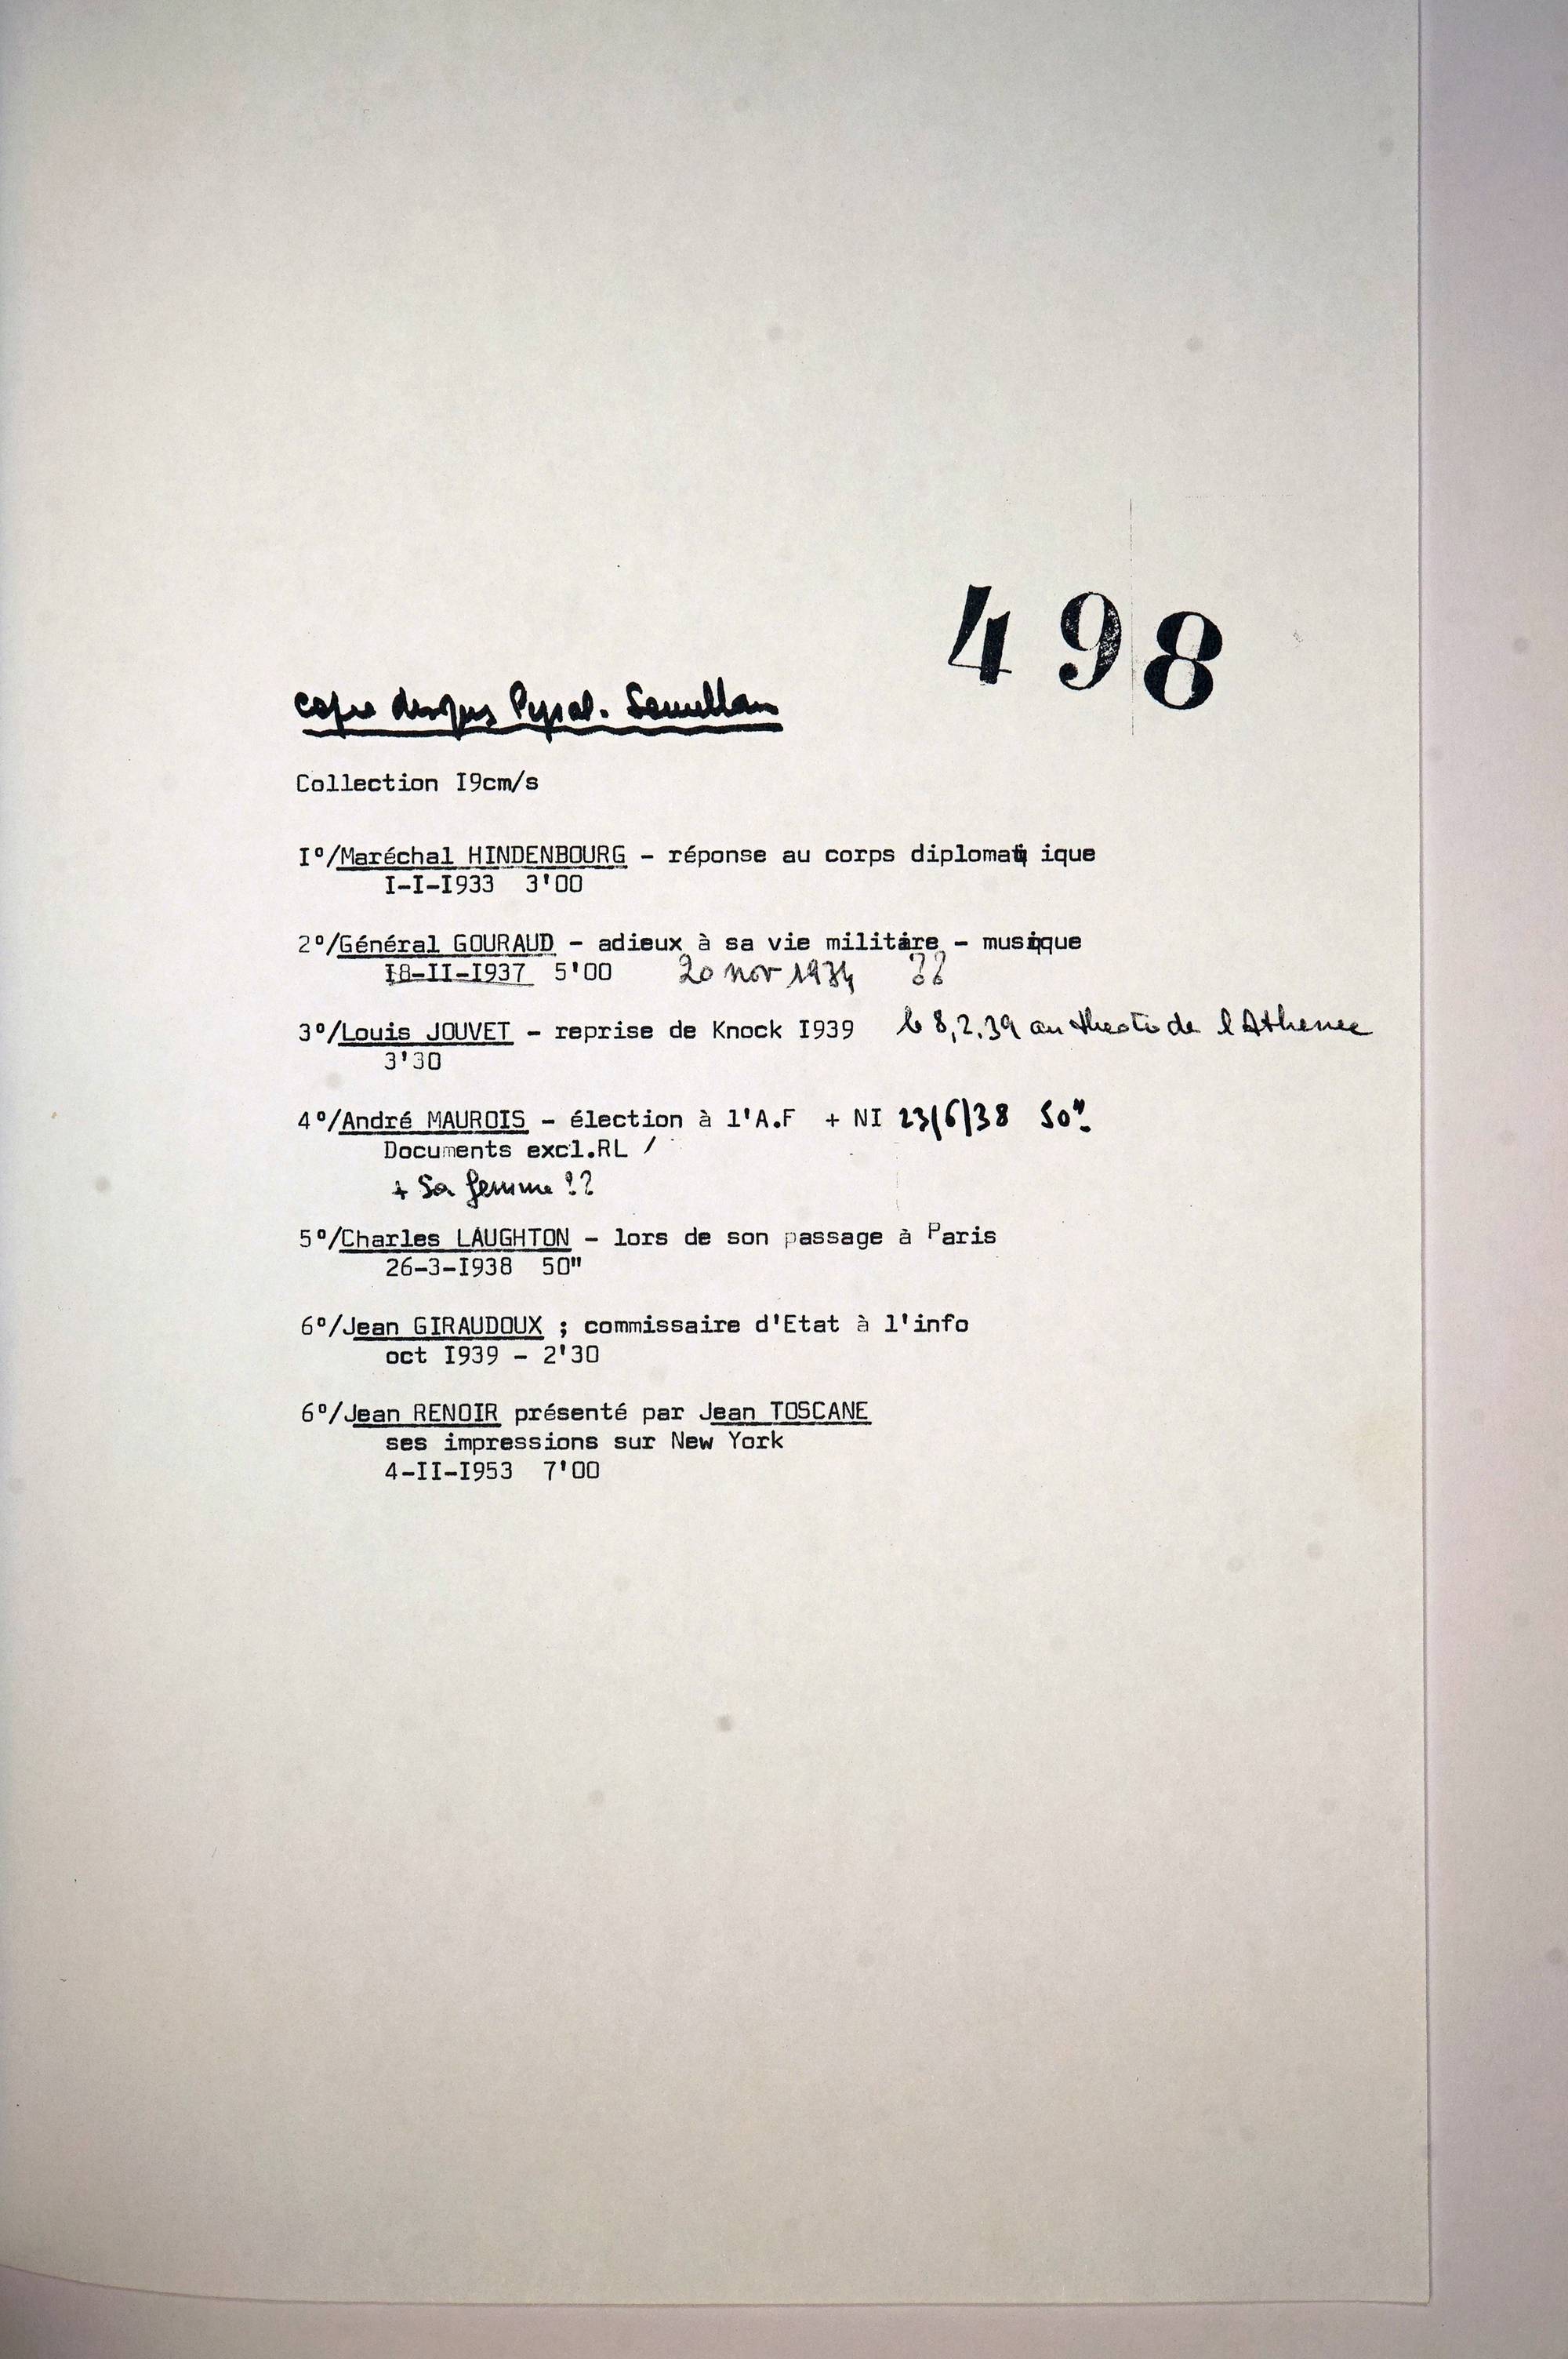 498
copie disques
Collection I9cm/s
I°/Maréchal HINDENBOURG - réponse au corps diplomatique
I-I-I933 3'00
2°/Général GOURAUD - adieux à sa vie militaire - musique
I8-II-I937 5'00 20 nov 1934 ??
3°/Louis JOUVET - reprise de Knock I939 le 8,2.39 au theatre de l Athenee
3'30
4°/André MAUROIS - élection à l'A.F + NI 23/6/38 50"
Documents excl.RL /
+ Sa femme ??
5°/Charles LAUGHTON - lors de son passage à Paris
26-3-I938 50"
6°/Jean GIRAUDOUX ; commissaire d'Etat à l'info
oct I939 - 2'30
6°/Jean RENOIR présenté par Jean TOSCANE
ses impressions sur New York
4-II-I953 7'00